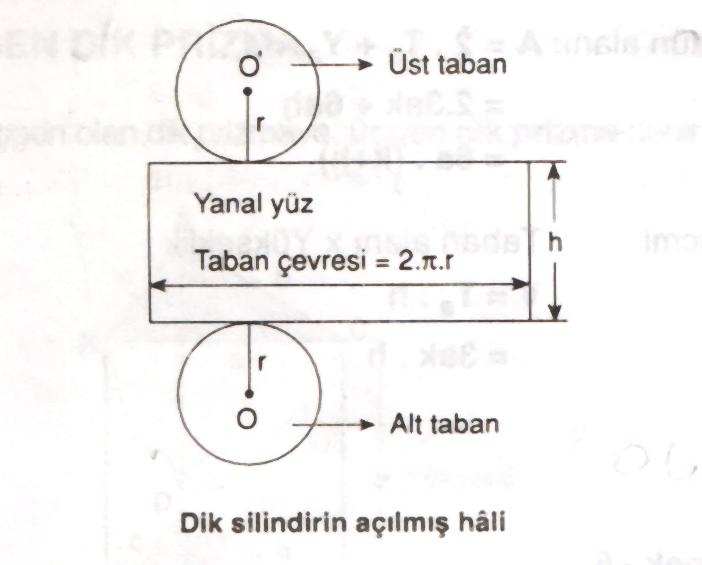 O'
Üst taban
r
Yanal yüz
h
Taban çevresi = 2.π.r
r
O
Alt taban
Dik silindirin açılmış hâli